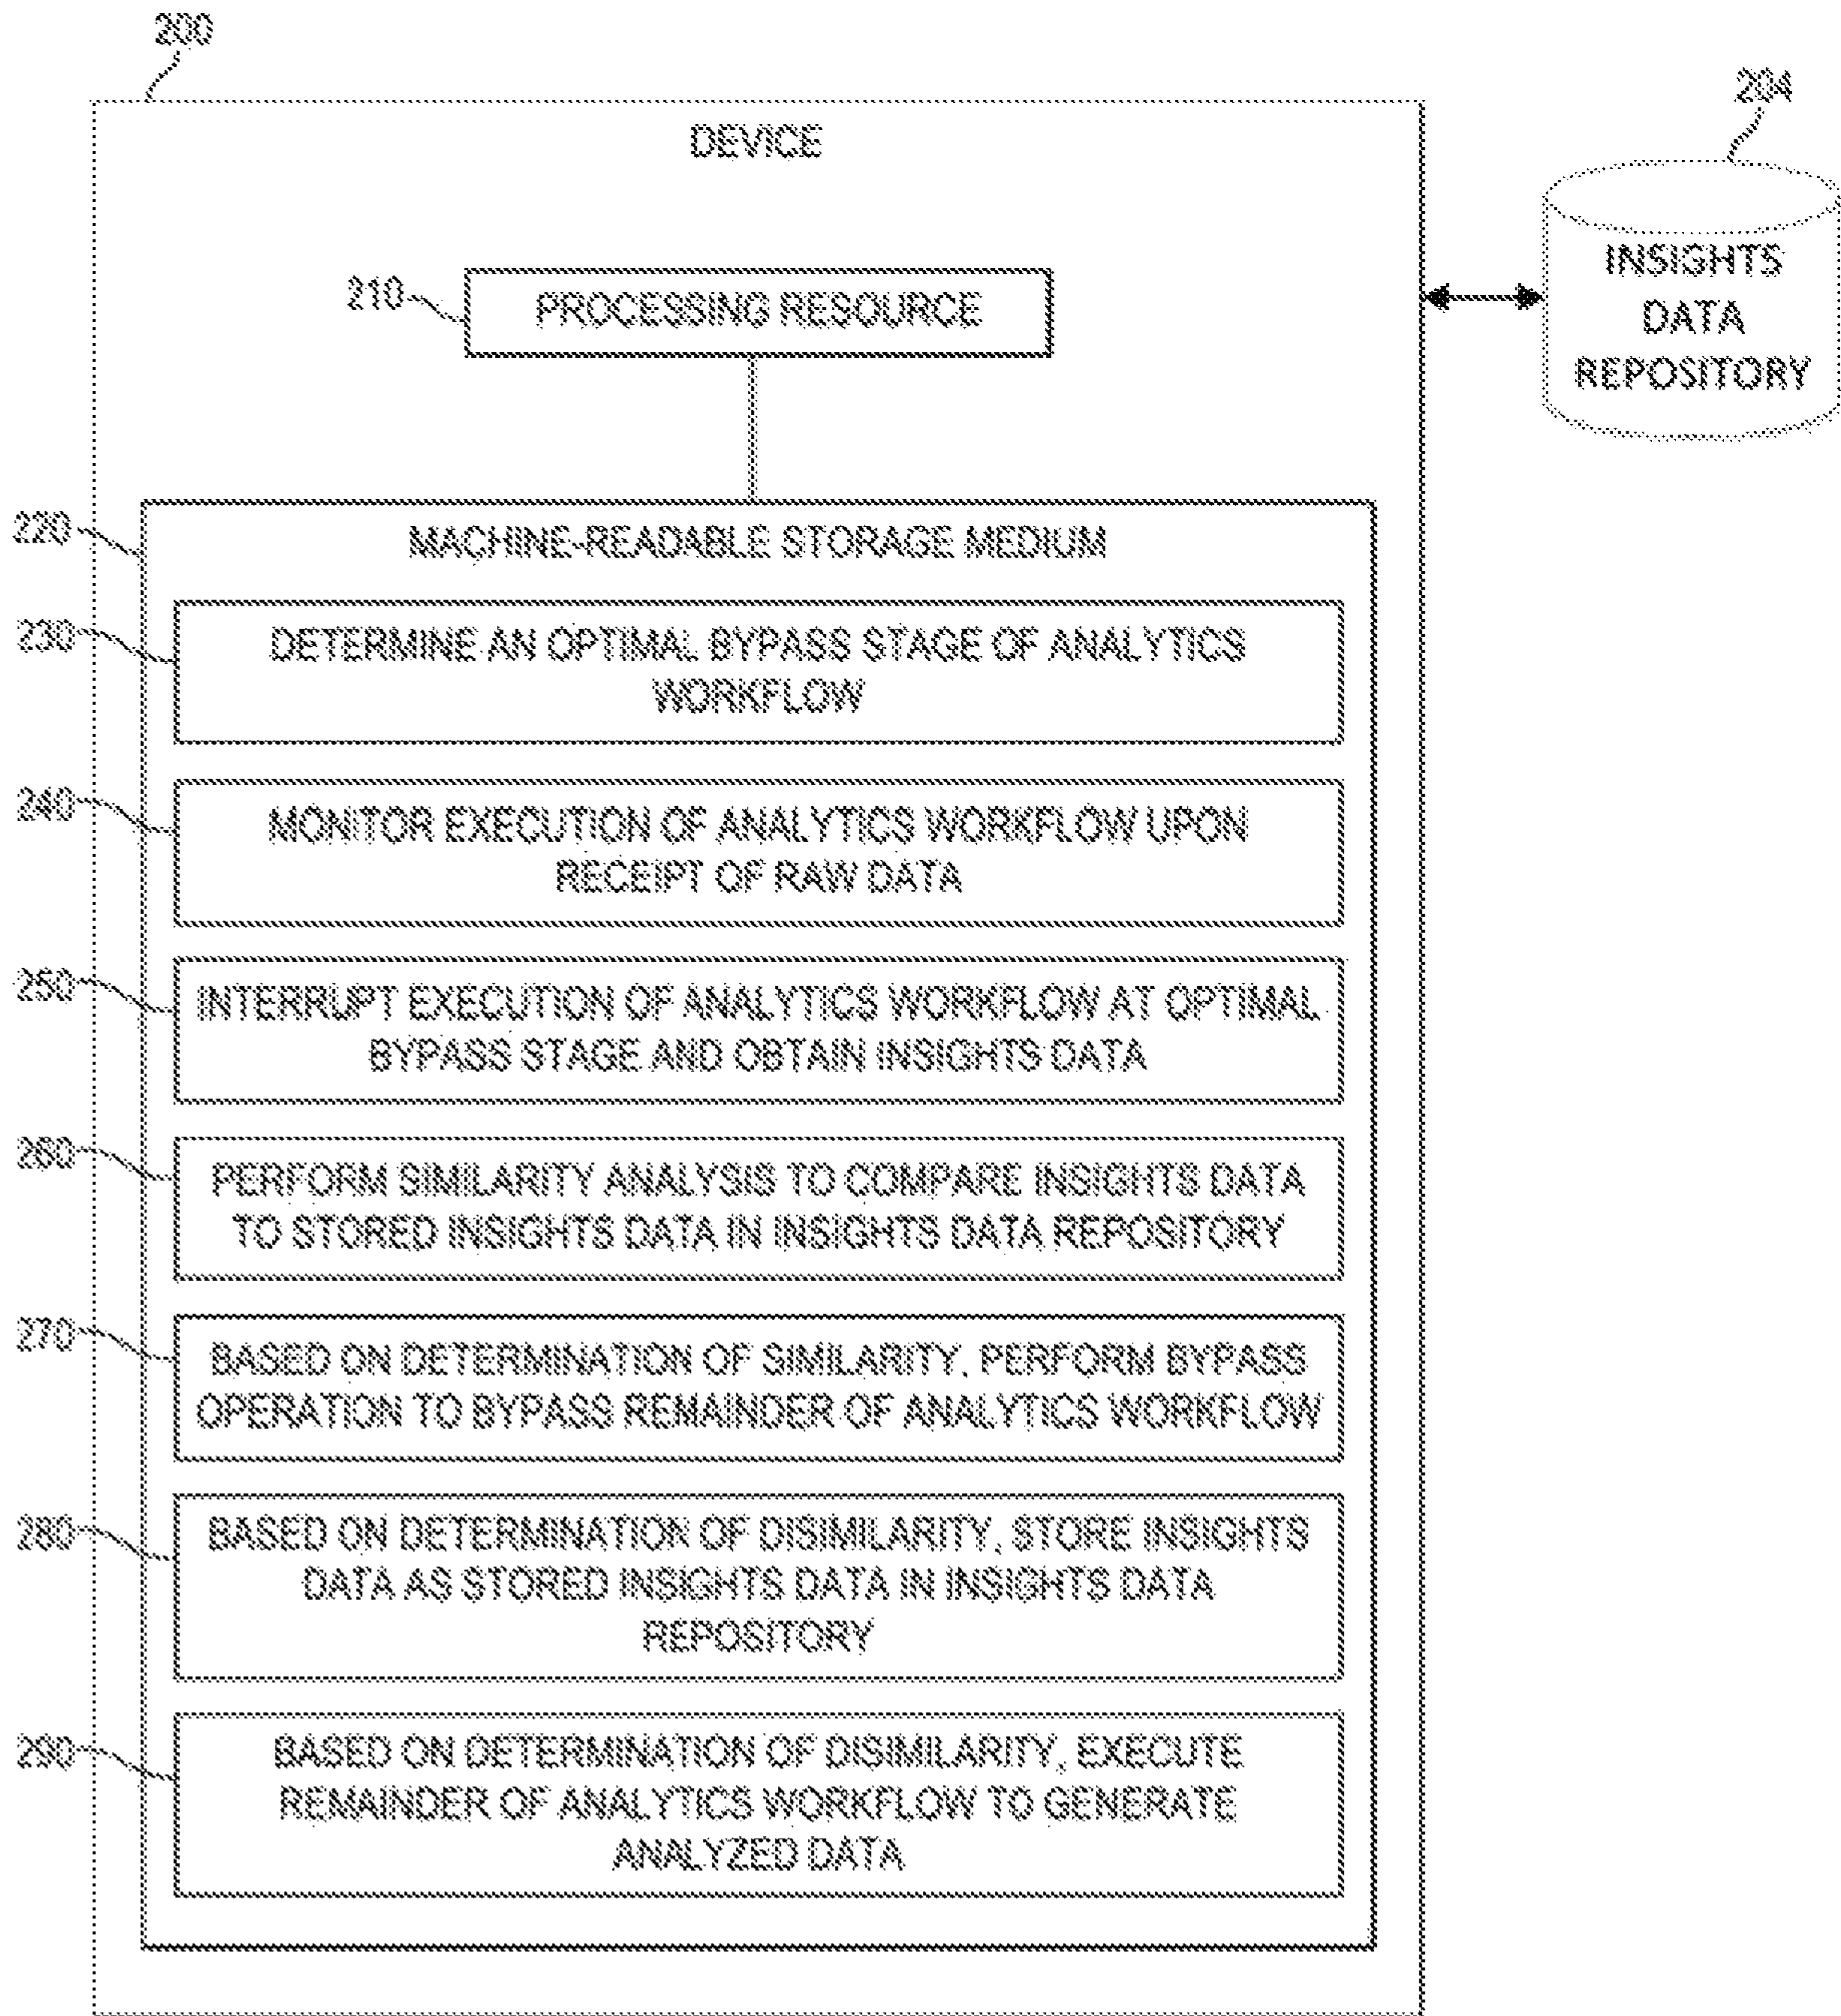 200
204
DEVICE
INSIGHTS
DATA
REPOSITORY
210
PROCESSING RESOURCE
220
MACHINE-READABLE STORAGE MEDIUM
230
DETERMINE AN OPTIMAL BYPASS STAGE OF ANALYTICS
WORKFLOW
240
MONITOR EXECUTION OF ANALYTICS WORKFLOW UPON
RECEIPT OF RAW DATA
250
INTERRUPT EXECUTION OF ANALYTICS WORKFLOW AT OPTIMAL
BYPASS STAGE AND OBTAIN INSIGHTS DATA
260
PERFORM SIMILARITY ANALYSIS TO COMPARE INSIGHTS DATA
TO STORED INSIGHTS DATA IN INSIGHTS DATA REPOSITORY
270
BASED ON DETERMINATION OF SIMILARITY, PERFORM BYPASS
OPERATION TO BYPASS REMAINDER OF ANALYTICS WORKFLOW
280
BASED ON DETERMINATION OF DISIMILARITY, STORE INSIGHTS
DATA AS STORED INSIGHTS DATA IN INSIGHTS DATA
REPOSITORY
290
BASED ON DETERMINATION OF DISIMILARITY, EXECUTE
REMAINDER OF ANALYTICS WORKFLOW TO GENERATE
ANALYZED DATA